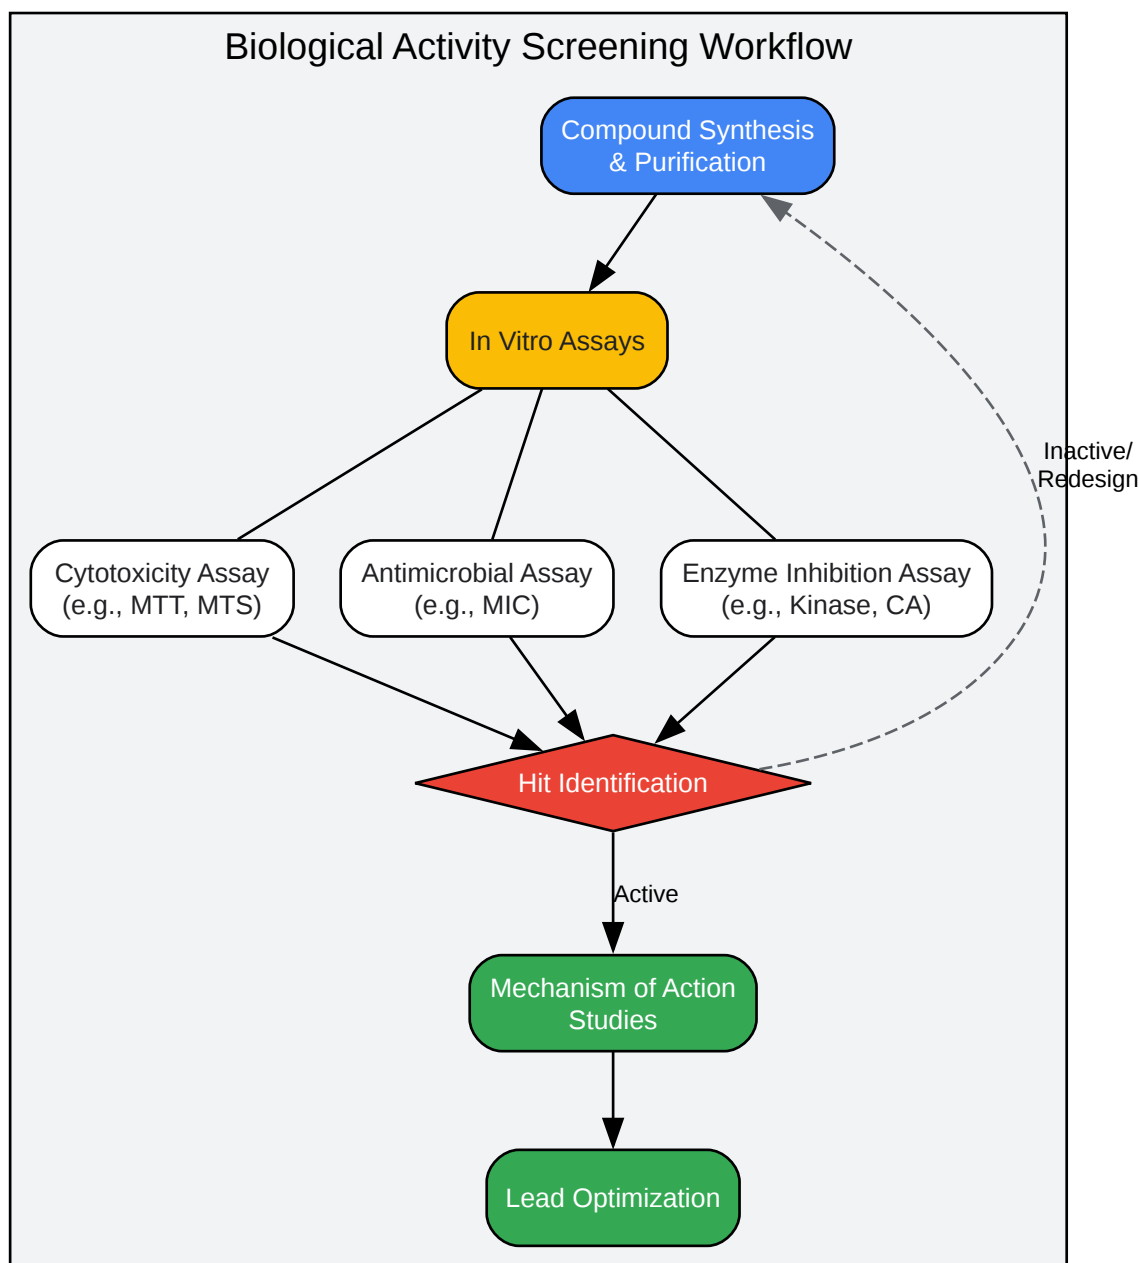 Biological Activity Screening Workflow
Compound Synthesis
& Purification
In Vitro Assays
Inactive/
Redesign
Cytotoxicity Assay
(e.g., MTT, MTS)
Antimicrobial Assay
(e.g., MIC)
Enzyme Inhibition Assay
(e.g., Kinase, CA)
Hit Identification
Active
Mechanism of Action
Studies
Lead Optimization